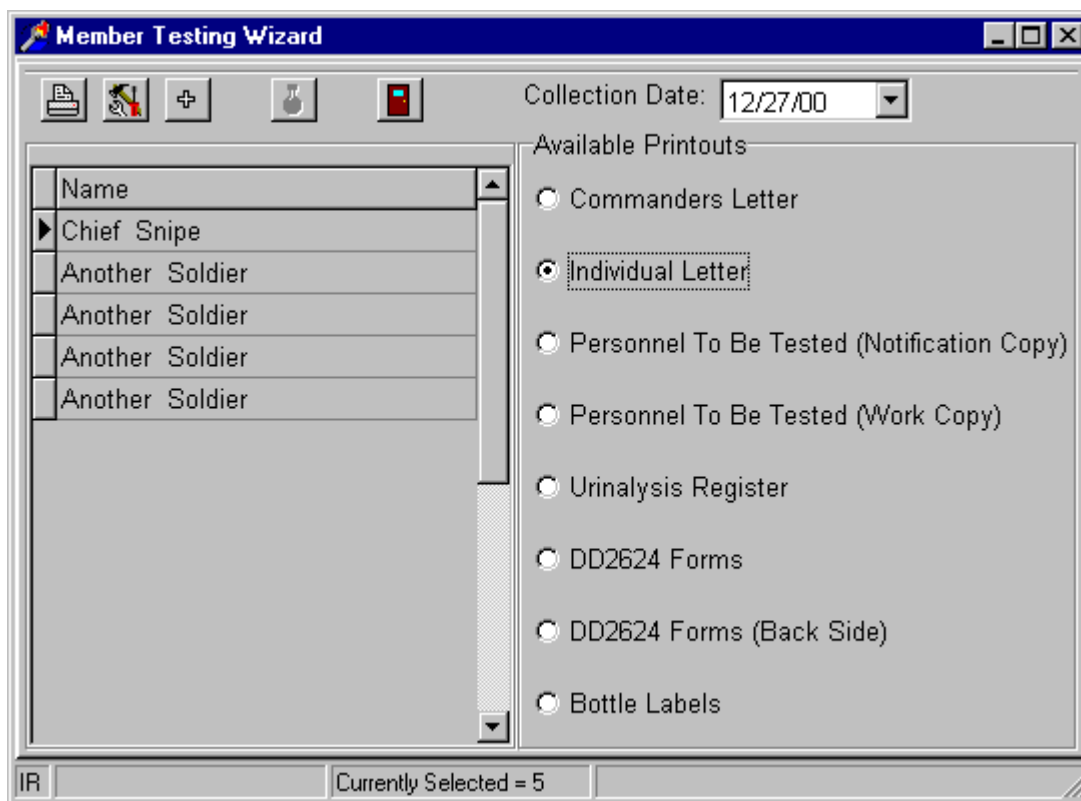 Member Testing Wizard
Collection Date: 12/27/00
Available Printouts
Name
Chief Snipe
Another Soldier
Another Soldier
Another Soldier
Another Soldier
Commanders Letter
Individual Letter
Personnel To Be Tested (Notification Copy)
Personnel To Be Tested (Work Copy)
Urinalysis Register
DD2624 Forms
DD2624 Forms (Back Side)
Bottle Labels
IR
Currently Selected = 5